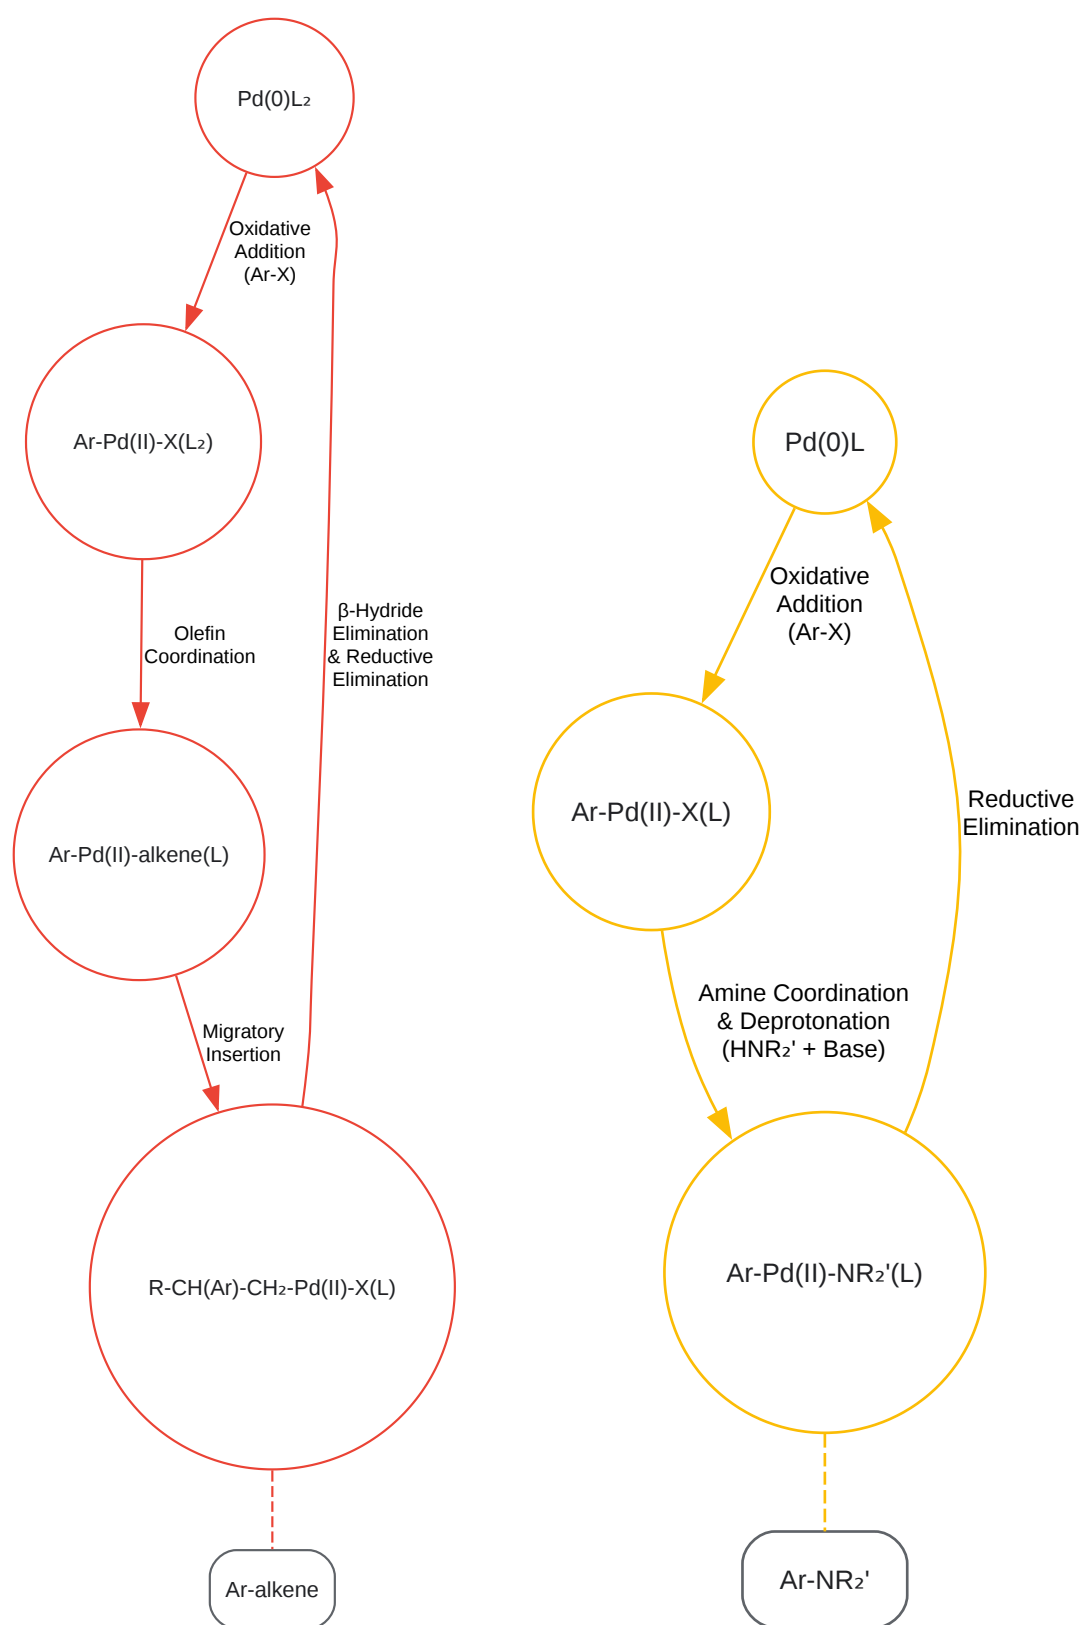 Pd(0)L₂
Oxidative
Addition
(Ar-X)
Ar-Pd(II)-X(L₂)
Olefin
Coordination
β-Hydride
Elimination
& Reductive
Elimination
Ar-Pd(II)-alkene(L)
Migratory
Insertion
R-CH(Ar)-CH₂-Pd(II)-X(L)
Ar-alkene
Pd(0)L
Oxidative
Addition
(Ar-X)
Ar-Pd(II)-X(L)
Reductive
Elimination
Amine Coordination
& Deprotonation
(HNR₂' + Base)
Ar-Pd(II)-NR₂'(L)
Ar-NR₂'